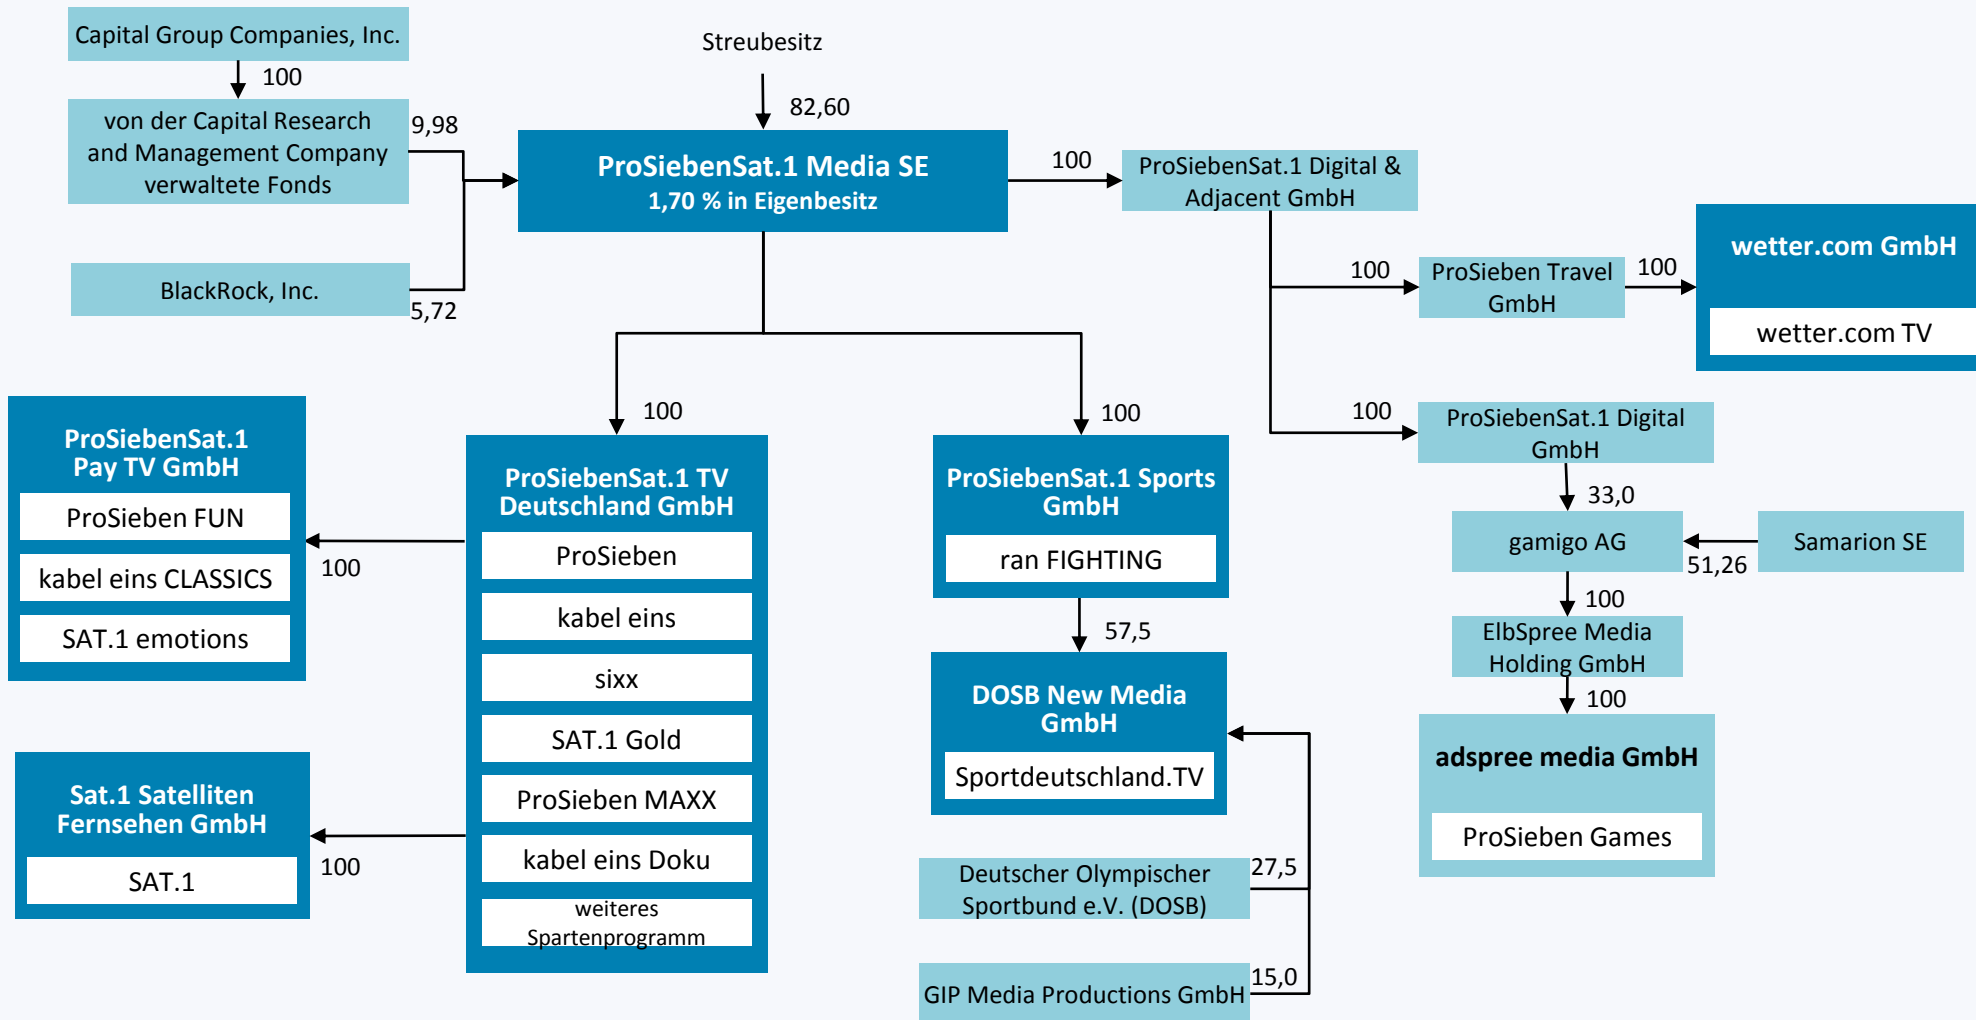 Capital Group Companies, Inc.
100
von der Capital Research
and Management Company
verwaltete Fonds
9,98
BlackRock, Inc.
5,72
Streubesitz
82,60
ProSiebenSat.1 Media SE
1,70 % in Eigenbesitz
100
ProSiebenSat.1 Digital &
Adjacent GmbH
100
ProSieben Travel
GmbH
100
wetter.com GmbH
wetter.com TV
100
ProSiebenSat.1 Digital
GmbH
33,0
gamigo AG
51,26
Samarion SE
100
ElbSpree Media
Holding GmbH
100
adspree media GmbH
ProSieben Games
100
ProSiebenSat.1 TV
Deutschland GmbH
ProSieben
kabel eins
sixx
SAT.1 Gold
ProSieben MAXX
kabel eins Doku
weiteres
Spartenprogramm
100
ProSiebenSat.1
Pay TV GmbH
ProSieben FUN
kabel eins CLASSICS
SAT.1 emotions
100
Sat.1 Satelliten
Fernsehen GmbH
SAT.1
100
ProSiebenSat.1 Sports
GmbH
ran FIGHTING
57,5
DOSB New Media
GmbH
Sportdeutschland.TV
Deutscher Olympischer
Sportbund e.V. (DOSB)
27,5
GIP Media Productions GmbH
15,0